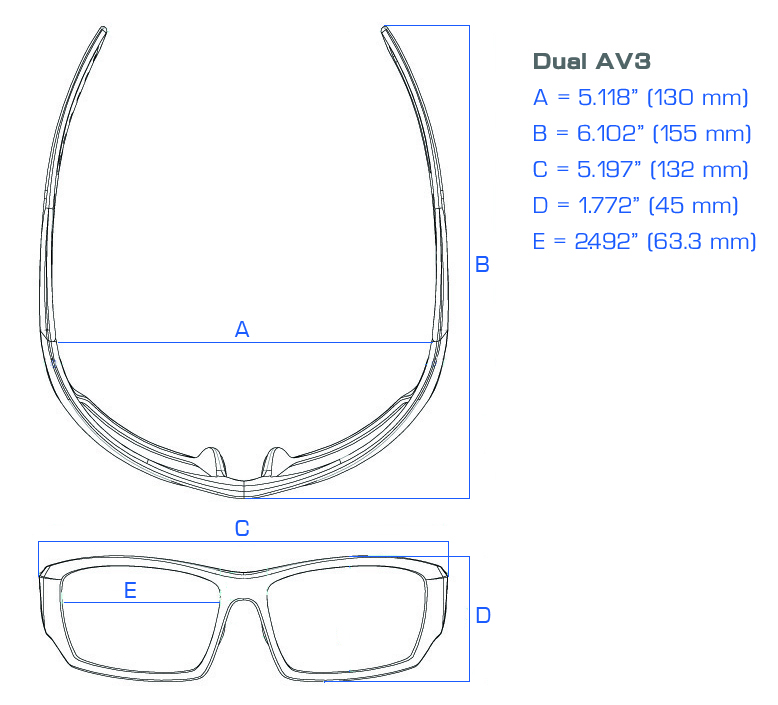 Dual AV3
A = 5.118” (130 mm)
B = 6.102” (155 mm)
C = 5.197” (132 mm)
D = 1.772” (45 mm)
E = 2.492” (63.3 mm)
B
A
C
E
D